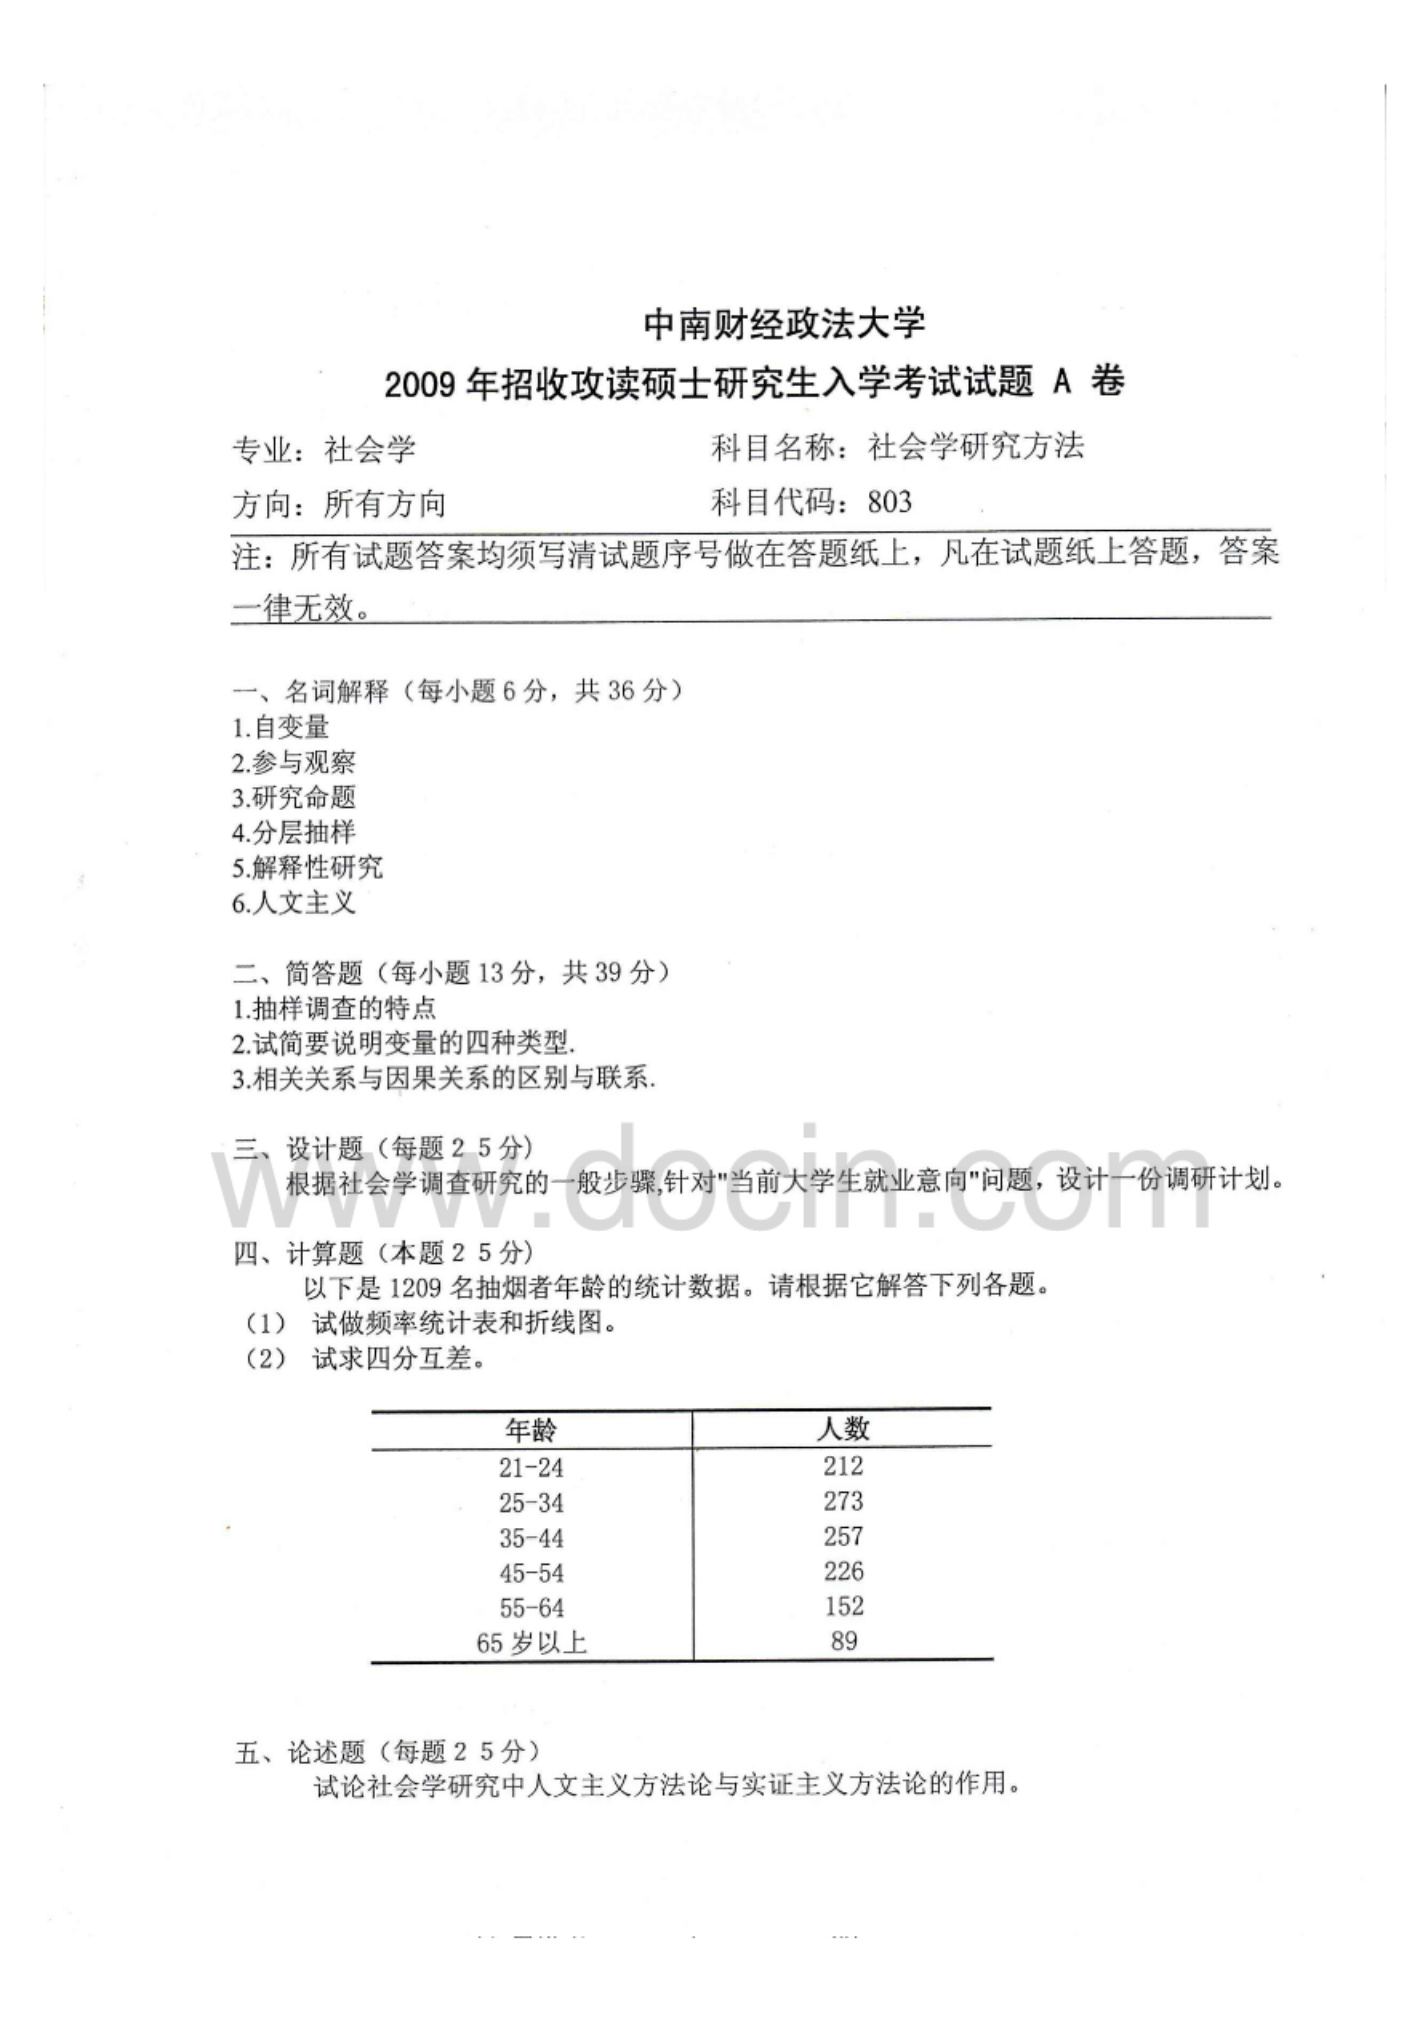 中南财经政法大学
2009 年招收攻读硕士研究生入学考试试题 A 卷
专业：社会学 科目名称：社会学研究方法
方向：所有方向 科目代码：803
注：所有试题答案均须写清试题序号做在答题纸上，凡在试题纸上答题，答案
一律无效。
一、名词解释（每小题 6 分，共 36 分）
1.自变量
2.参与观察
3.研究命题
4.分层抽样
5.解释性研究
6.人文主义
二、简答题（每小题 13 分，共 39 分）
1.抽样调查的特点
2.试简要说明变量的四种类型.
3.相关关系与因果关系的区别与联系.
三、设计题（每题２５分)
根据社会学调查研究的一般步骤,针对"当前大学生就业意向"问题，设计一份调研计划。
www.docin.com
四、计算题（本题２５分)
以下是 1209 名抽烟者年龄的统计数据。请根据它解答下列各题。
（1） 试做频率统计表和折线图。
（2） 试求四分互差。
年龄 人数
21-24 212
25-34 273
35-44 257
45-54 226
55-64 152
65 岁以上 89
五、论述题（每题２５分）
试论社会学研究中人文主义方法论与实证主义方法论的作用。